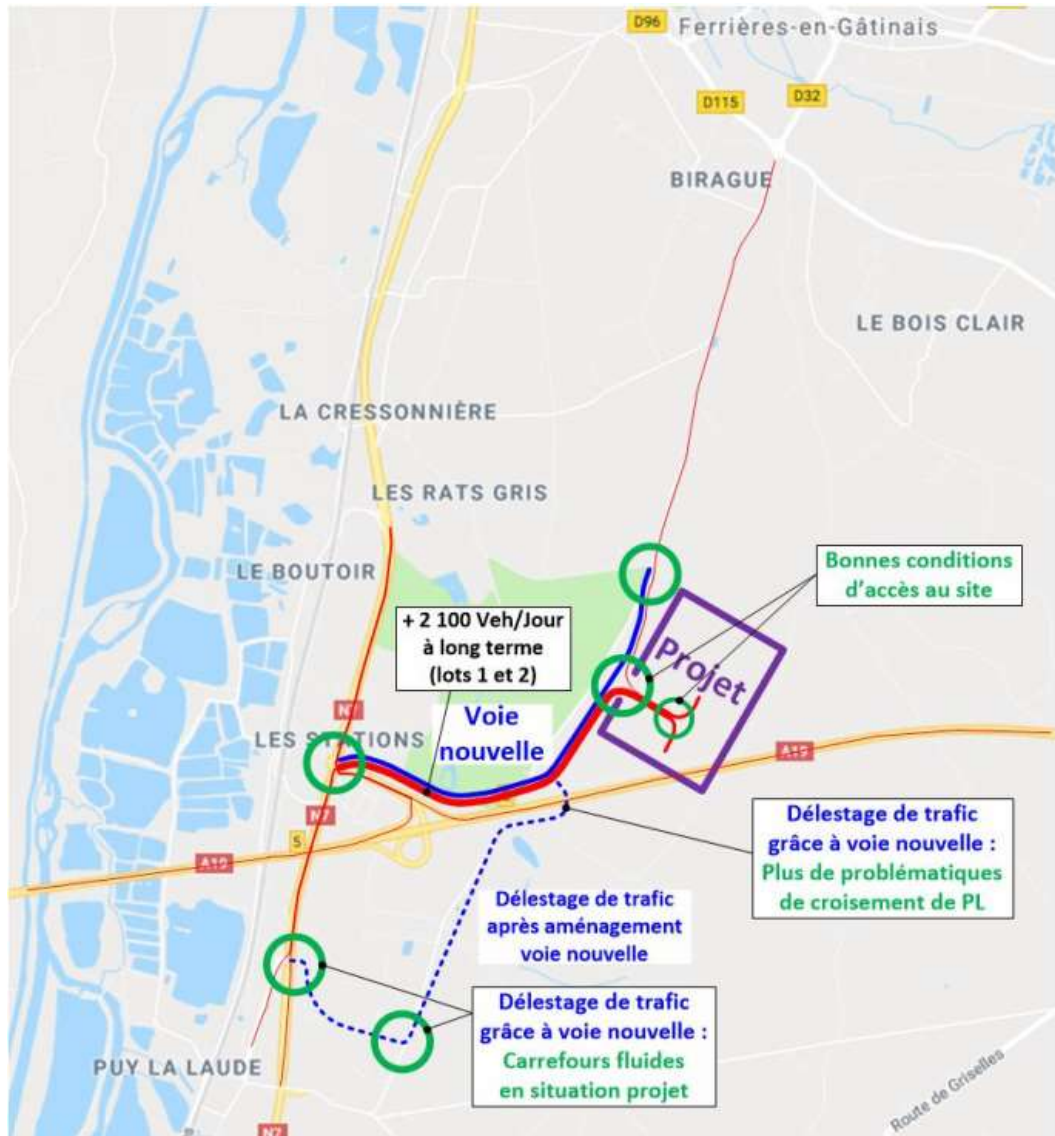 D96
Ferrières-en-Gâtinais
D115
D32
BIRAGUE
LE BOIS CLAIR
LA CRESSONNIÈRE
LES RATS GRIS
LE BOUTOIR
Bonnes conditions
d'accès au site
+ 2 100 Veh/Jour
à long terme
(lots 1 et 2)
Projet
Voie
nouvelle
N7
LES STATIONS
N7
A19
5
A19
Délestage de trafic
grâce à voie nouvelle :
Plus de problématiques
de croisement de PL
Délestage de trafic
après aménagement
voie nouvelle
Délestage de trafic
grâce à voie nouvelle :
Carrefours fluides
en situation projet
PUY LA LAUDE
Route de Griselles
N7